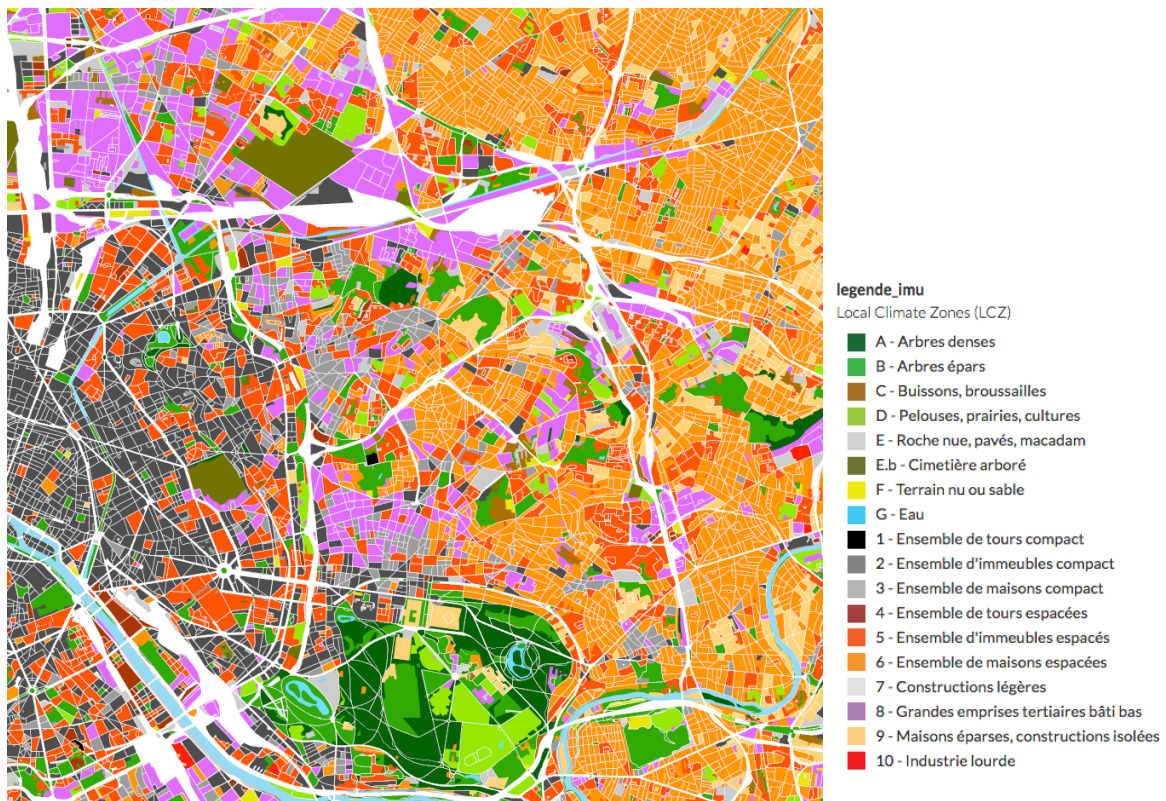 legende_imu
Local Climate Zones (LCZ)
A - Arbres denses
B - Arbres épars
C - Buissons, broussailles
D - Pelouses, prairies, cultures
E - Roche nue, pavés, macadam
E.b - Cimetière arboré
F - Terrain nu ou sable
G - Eau
1 - Ensemble de tours compact
2 - Ensemble d'immeubles compact
3 - Ensemble de maisons compact
4 - Ensemble de tours espacées
5 - Ensemble d'immeubles espacés
6 - Ensemble de maisons espacées
7 - Constructions légères
8 - Grandes emprises tertiaires bâti bas
9 - Maisons éparses, constructions isolées
10 - Industrie lourde